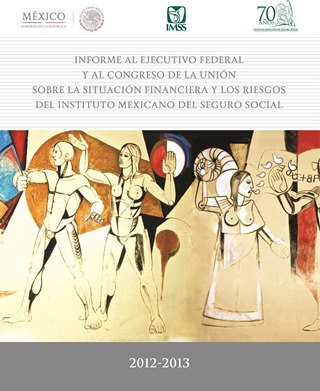 MÉXICO
GOBIERNO DE LA REPÚBLICA
IMSS
70
AÑOS
INFORME AL EJECUTIVO FEDERAL
Y AL CONGRESO DE LA UNIÓN
SOBRE LA SITUACIÓN FINANCIERA Y LOS RIESGOS
DEL INSTITUTO MEXICANO DEL SEGURO SOCIAL
2012-2013